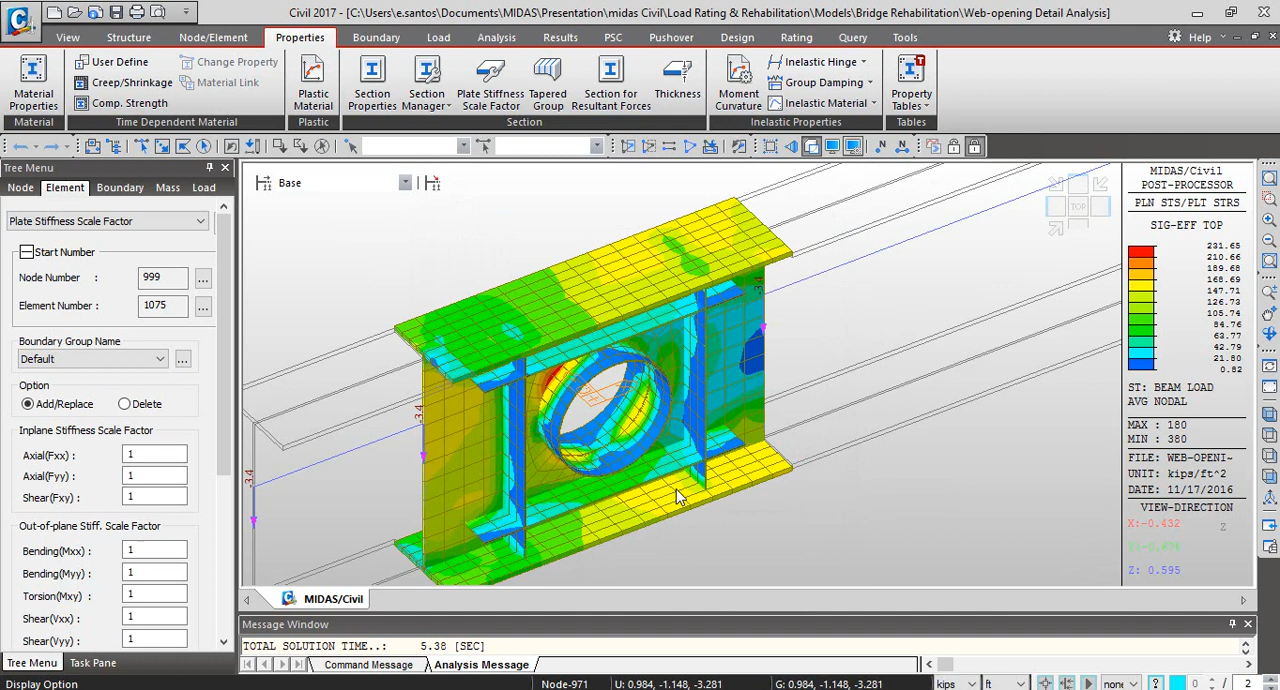 Civil 2017 - [C:\Users\e.santos\Documents\MIDAS\Presentation\midas Civil\Load Rating & Rehabilitation\Models\Bridge Rehabilitation\Web-opening Detail Analysis]
View Structure Node/Element Properties Boundary Load Analysis Results PSC Pushover Design Rating Query Tools Help
User Define Change Property
Creep/Shrinkage Material Link
Comp. Strength
Material Properties
Plastic Material
Section Properties
Section Manager
Plate Stiffness Scale Factor
Tapered Group
Section for Resultant Forces
Thickness
Moment Curvature
Inelastic Hinge
Group Damping
Inelastic Material
Property Tables
Material Time Dependent Material Plastic Section Inelastic Properties Tables
Tree Menu
Node Element Boundary Mass Load
Plate Stiffness Scale Factor
Start Number
Node Number : 999 ...
Element Number : 1075 ...
Boundary Group Name
Default ...
Option
Add/Replace Delete
Inplane Stiffness Scale Factor
Axial(Fxx): 1
Axial(Fyy): 1
Shear(Fxy): 1
Out-of-plane Stiff. Scale Factor
Bending(Mxx) : 1
Bending(Myy) : 1
Torsion(Mxy) : 1
Shear(Vxx) : 1
Shear(Vyy) : 1
Tree Menu Task Pane
Base
TOP
-3.4
-3.4
-3.4
MIDAS/Civil
POST-PROCESSOR
PLN STS/PLT STRS
SIG-EFF TOP
231.65
210.66
189.68
168.69
147.71
126.73
105.74
84.76
63.77
42.79
21.80
0.82
ST: BEAM LOAD
AVG NODAL
MAX : 180
MIN : 380
FILE: WEB-OPENI~
UNIT: kips/ft^2
DATE: 11/17/2016
VIEW-DIRECTION
X:-0.432
Z
Z: 0.595
MIDAS/Civil
Message Window
TOTAL SOLUTION TIME..: 5.38 [SEC]
Command Message Analysis Message
Display Option Node-971 U: 0.984, -1.148, -3.281 G: 0.984, -1.148, -3.281 kips ft none ? 0 / 2